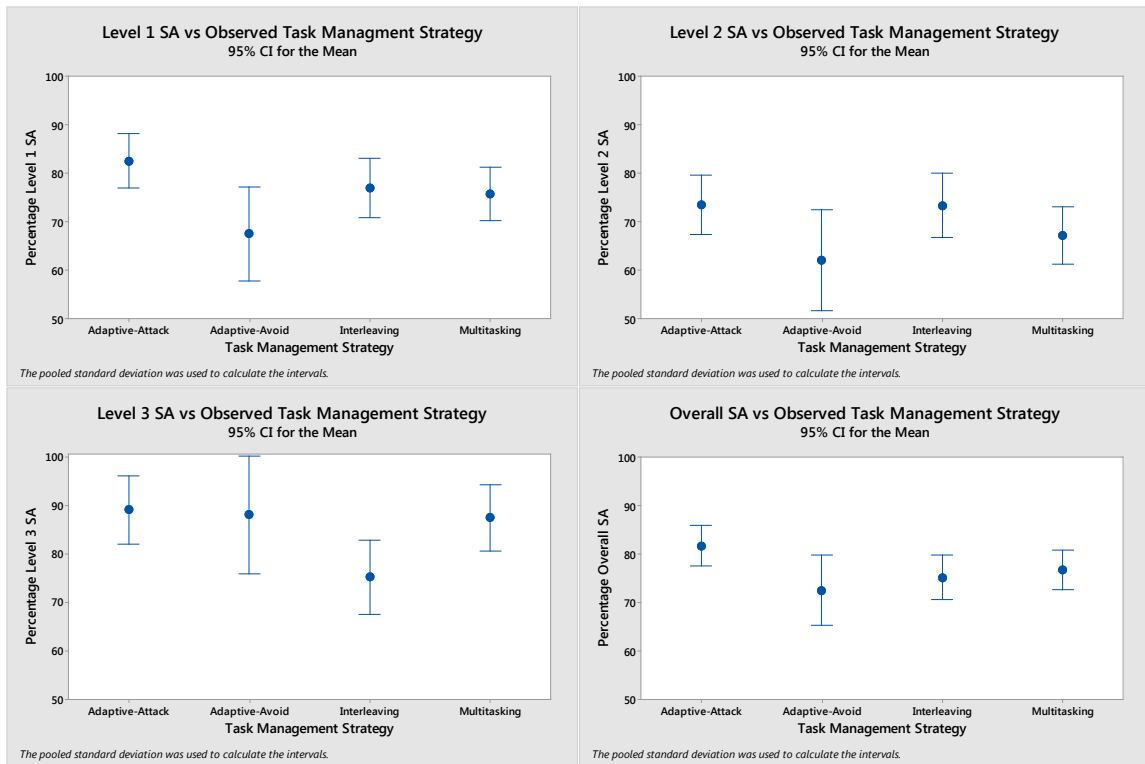 Level 1 SA vs Observed Task Managment Strategy
95% CI for the Mean
100
90
80
70
60
50
Percentage Level 1 SA
Adaptive-Attack Adaptive-Avoid Interleaving Multitasking
Task Management Strategy
The pooled standard deviation was used to calculate the intervals.
Level 2 SA vs Observed Task Management Strategy
95% CI for the Mean
100
90
80
70
60
50
Percentage Level 2 SA
Adaptive-Attack Adaptive-Avoid Interleaving Multitasking
Task Management Strategy
The pooled standard deviation was used to calculate the intervals.
Level 3 SA vs Observed Task Management Strategy
95% CI for the Mean
100
90
80
70
60
50
Percentage Level 3 SA
Adaptive-Attack Adaptive-Avoid Interleaving Multitasking
Task Management Strategy
The pooled standard deviation was used to calculate the intervals.
Overall SA vs Observed Task Management Strategy
95% CI for the Mean
100
90
80
70
60
50
Percentage Overall SA
Adaptive-Attack Adaptive-Avoid Interleaving Multitasking
Task Management Strategy
The pooled standard deviation was used to calculate the intervals.